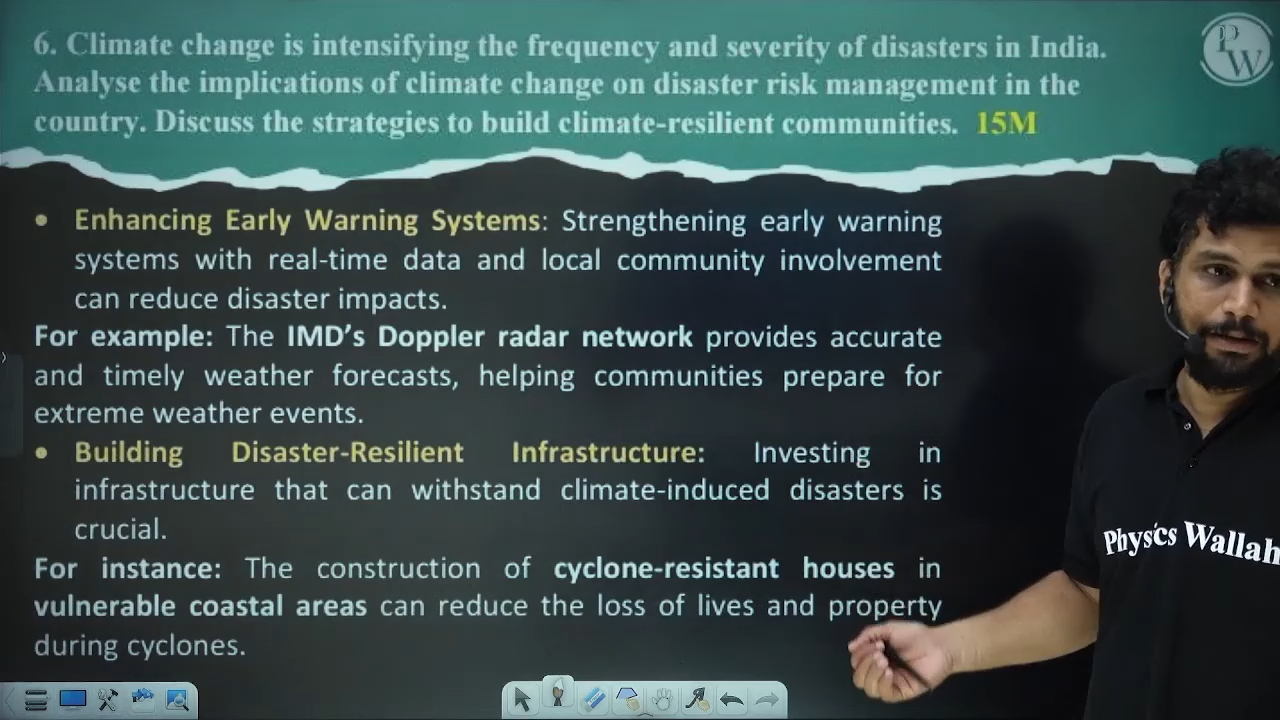 6. Climate change is intensifying the frequency and severity of disasters in India.
Analyse the implications of climate change on disaster risk management in the
country. Discuss the strategies to build climate-resilient communities. 15M
PW
• Enhancing Early Warning Systems: Strengthening early warning
systems with real-time data and local community involvement
can reduce disaster impacts.
For example: The IMD’s Doppler radar network provides accurate
and timely weather forecasts, helping communities prepare for
extreme weather events.
• Building Disaster-Resilient Infrastructure: Investing in
infrastructure that can withstand climate-induced disasters is
crucial.
For instance: The construction of cyclone-resistant houses in
vulnerable coastal areas can reduce the loss of lives and property
during cyclones.
Physics Wallah